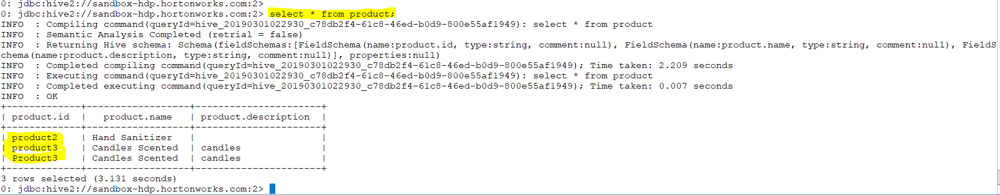 0: jdbc:hive2://sandbox-hdp.hortonworks.com:2>
0: jdbc:hive2://sandbox-hdp.hortonworks.com:2> select * from product;
INFO  : Compiling command(queryId=hive_20190301022930_c78db2f4-61c8-46ed-b0d9-800e55af1949): select * from product
INFO  : Semantic Analysis Completed (retrial = false)
INFO  : Returning Hive schema: Schema(fieldSchemas:[FieldSchema(name:product.id, type:string, comment:null), FieldSchema(name:product.name, type:string, comment:null), FieldS
chema(name:product.description, type:string, comment:null)], properties:null)
INFO  : Completed compiling command(queryId=hive_20190301022930_c78db2f4-61c8-46ed-b0d9-800e55af1949); Time taken: 2.209 seconds
INFO  : Executing command(queryId=hive_20190301022930_c78db2f4-61c8-46ed-b0d9-800e55af1949): select * from product
INFO  : Completed executing command(queryId=hive_20190301022930_c78db2f4-61c8-46ed-b0d9-800e55af1949); Time taken: 0.007 seconds
INFO  : OK
+-------------+------------------+----------------------+
| product.id  |   product.name   | product.description  |
+-------------+------------------+----------------------+
| product2    | Hand Sanitizer   |                      |
| product3    | Candles Scented  | candles              |
| Product3    | Candles Scented  | candles              |
+-------------+------------------+----------------------+
3 rows selected (3.131 seconds)
0: jdbc:hive2://sandbox-hdp.hortonworks.com:2>